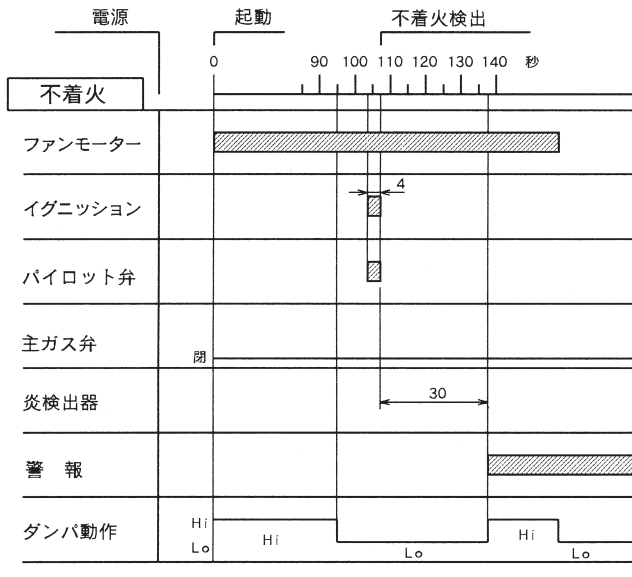 電源 起動 不着火検出
0 90 100 110 120 130 140 秒
不着火
ファンモーター
イグニッション 4
パイロット弁
主ガス弁 閉
炎検出器 30
警 報
ダンパ動作 Hi Hi Hi
Lo Lo Lo